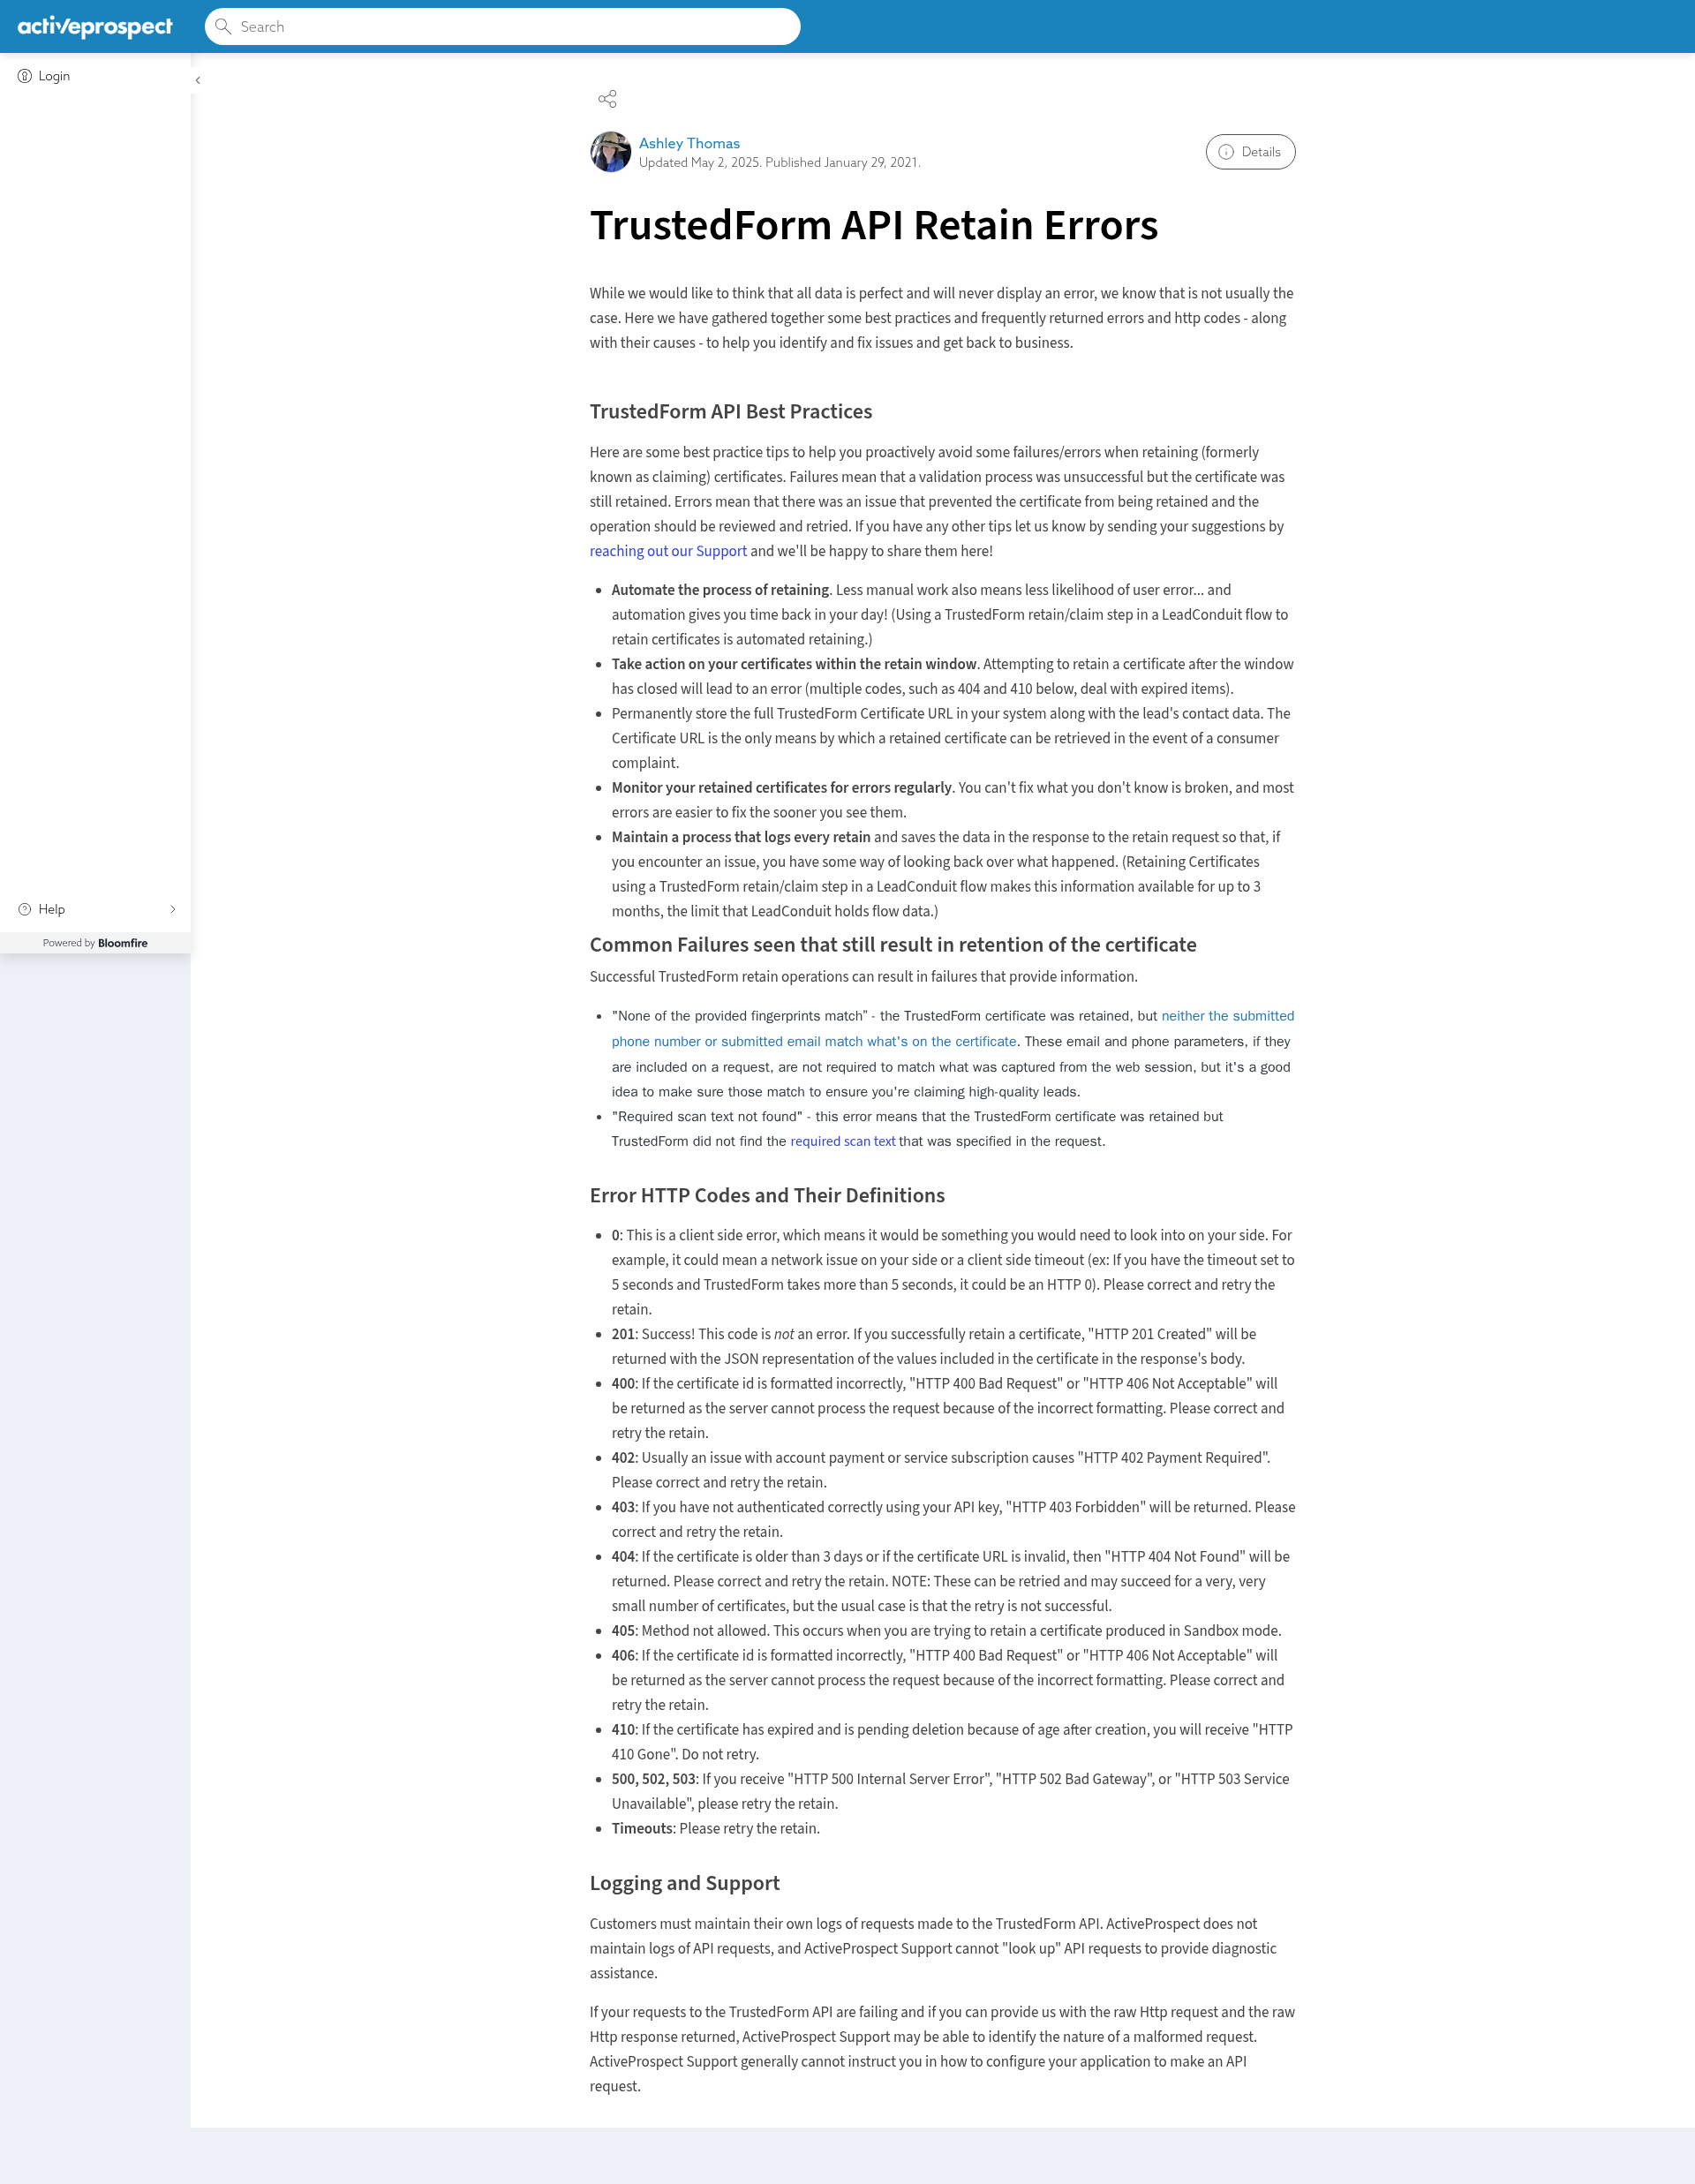 activeprospect
Search
Login
Ashley Thomas
Updated May 2, 2025. Published January 29, 2021.
Details
TrustedForm API Retain Errors
While we would like to think that all data is perfect and will never display an error, we know that is not usually the
case. Here we have gathered together some best practices and frequently returned errors and http codes - along
with their causes - to help you identify and fix issues and get back to business.
TrustedForm API Best Practices
Here are some best practice tips to help you proactively avoid some failures/errors when retaining (formerly
known as claiming) certificates. Failures mean that a validation process was unsuccessful but the certificate was
still retained. Errors mean that there was an issue that prevented the certificate from being retained and the
operation should be reviewed and retried. If you have any other tips let us know by sending your suggestions by
reaching out our Support and we'll be happy to share them here!
• Automate the process of retaining. Less manual work also means less likelihood of user error... and
automation gives you time back in your day! (Using a TrustedForm retain/claim step in a LeadConduit flow to
retain certificates is automated retaining.)
• Take action on your certificates within the retain window. Attempting to retain a certificate after the window
has closed will lead to an error (multiple codes, such as 404 and 410 below, deal with expired items).
• Permanently store the full TrustedForm Certificate URL in your system along with the lead's contact data. The
Certificate URL is the only means by which a retained certificate can be retrieved in the event of a consumer
complaint.
• Monitor your retained certificates for errors regularly. You can't fix what you don't know is broken, and most
errors are easier to fix the sooner you see them.
• Maintain a process that logs every retain and saves the data in the response to the retain request so that, if
you encounter an issue, you have some way of looking back over what happened. (Retaining Certificates
using a TrustedForm retain/claim step in a LeadConduit flow makes this information available for up to 3
months, the limit that LeadConduit holds flow data.)
Help
Powered by Bloomfire
Common Failures seen that still result in retention of the certificate
Successful TrustedForm retain operations can result in failures that provide information.
• "None of the provided fingerprints match" - the TrustedForm certificate was retained, but neither the submitted
phone number or submitted email match what's on the certificate. These email and phone parameters, if they
are included on a request, are not required to match what was captured from the web session, but it's a good
idea to make sure those match to ensure you're claiming high-quality leads.
• "Required scan text not found" - this error means that the TrustedForm certificate was retained but
TrustedForm did not find the required scan text that was specified in the request.
Error HTTP Codes and Their Definitions
• 0: This is a client side error, which means it would be something you would need to look into on your side. For
example, it could mean a network issue on your side or a client side timeout (ex: If you have the timeout set to
5 seconds and TrustedForm takes more than 5 seconds, it could be an HTTP 0). Please correct and retry the
retain.
• 201: Success! This code is not an error. If you successfully retain a certificate, "HTTP 201 Created" will be
returned with the JSON representation of the values included in the certificate in the response's body.
• 400: If the certificate id is formatted incorrectly, "HTTP 400 Bad Request" or "HTTP 406 Not Acceptable" will
be returned as the server cannot process the request because of the incorrect formatting. Please correct and
retry the retain.
• 402: Usually an issue with account payment or service subscription causes "HTTP 402 Payment Required".
Please correct and retry the retain.
• 403: If you have not authenticated correctly using your API key, "HTTP 403 Forbidden" will be returned. Please
correct and retry the retain.
• 404: If the certificate is older than 3 days or if the certificate URL is invalid, then "HTTP 404 Not Found" will be
returned. Please correct and retry the retain. NOTE: These can be retried and may succeed for a very, very
small number of certificates, but the usual case is that the retry is not successful.
• 405: Method not allowed. This occurs when you are trying to retain a certificate produced in Sandbox mode.
• 406: If the certificate id is formatted incorrectly, "HTTP 400 Bad Request" or "HTTP 406 Not Acceptable" will
be returned as the server cannot process the request because of the incorrect formatting. Please correct and
retry the retain.
• 410: If the certificate has expired and is pending deletion because of age after creation, you will receive "HTTP
410 Gone". Do not retry.
• 500, 502, 503: If you receive "HTTP 500 Internal Server Error", "HTTP 502 Bad Gateway", or "HTTP 503 Service
Unavailable", please retry the retain.
• Timeouts: Please retry the retain.
Logging and Support
Customers must maintain their own logs of requests made to the TrustedForm API. ActiveProspect does not
maintain logs of API requests, and ActiveProspect Support cannot "look up" API requests to provide diagnostic
assistance.
If your requests to the TrustedForm API are failing and if you can provide us with the raw Http request and the raw
Http response returned, ActiveProspect Support may be able to identify the nature of a malformed request.
ActiveProspect Support generally cannot instruct you in how to configure your application to make an API
request.